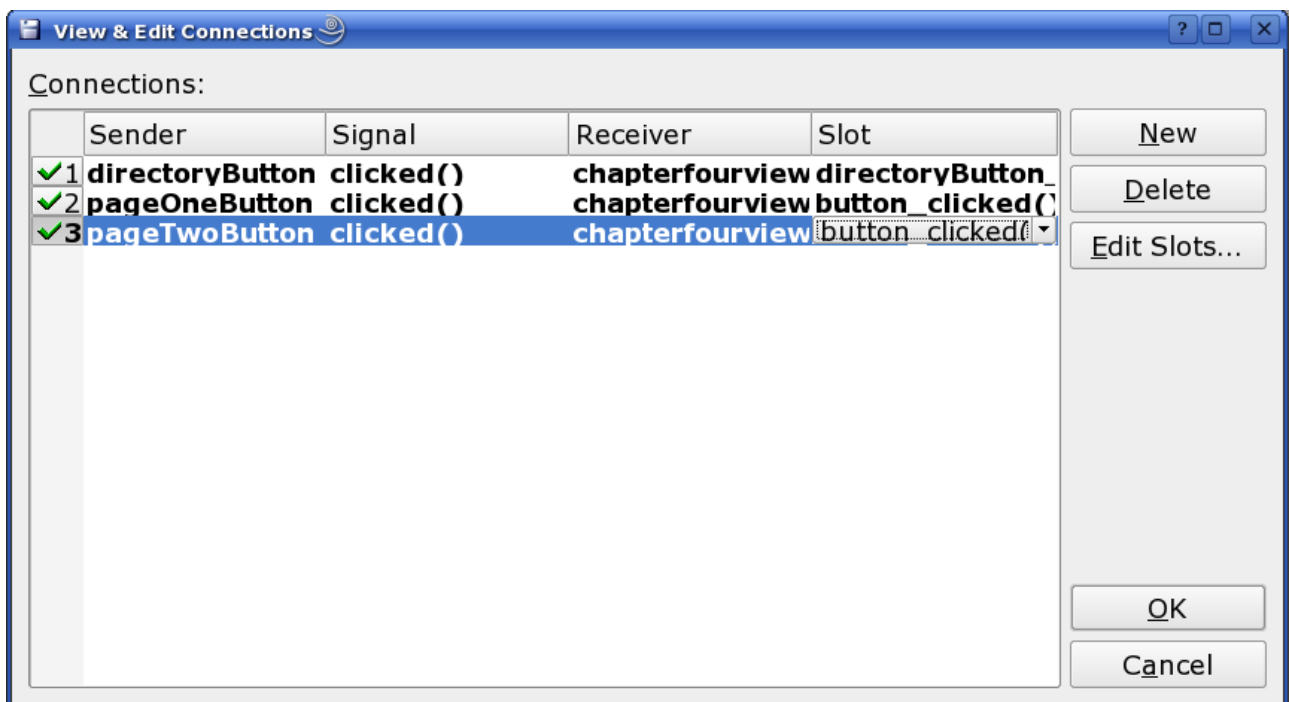 View & Edit Connections
Connections:
Sender Signal Receiver Slot
1 directoryButton clicked() chapterfourview directoryButton_
2 pageOneButton clicked() chapterfourview button_clicked()
3 pageTwoButton clicked() chapterfourview button_clicked(
New
Delete
Edit Slots...
OK
Cancel